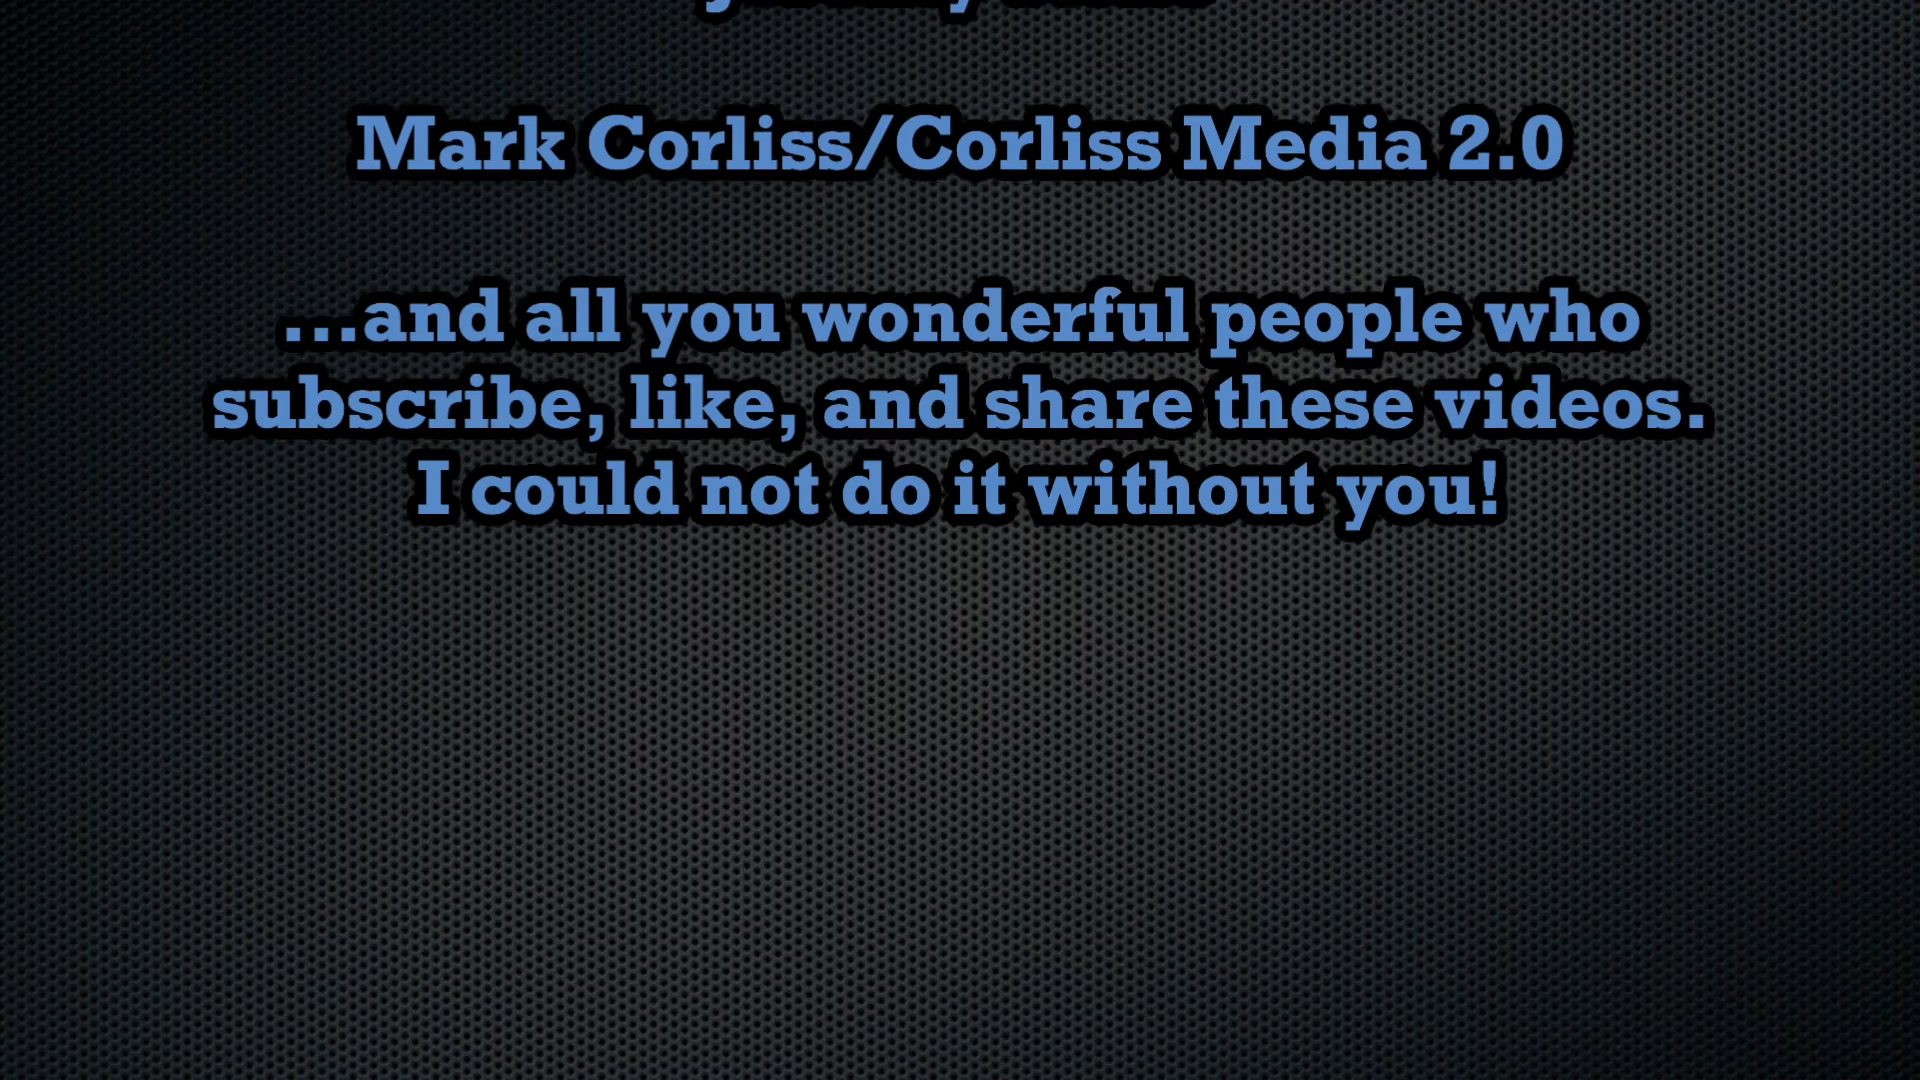 Mark Corliss/Corliss Media 2.0
...and all you wonderful people who
subscribe, like, and share these videos.
I could not do it without you!